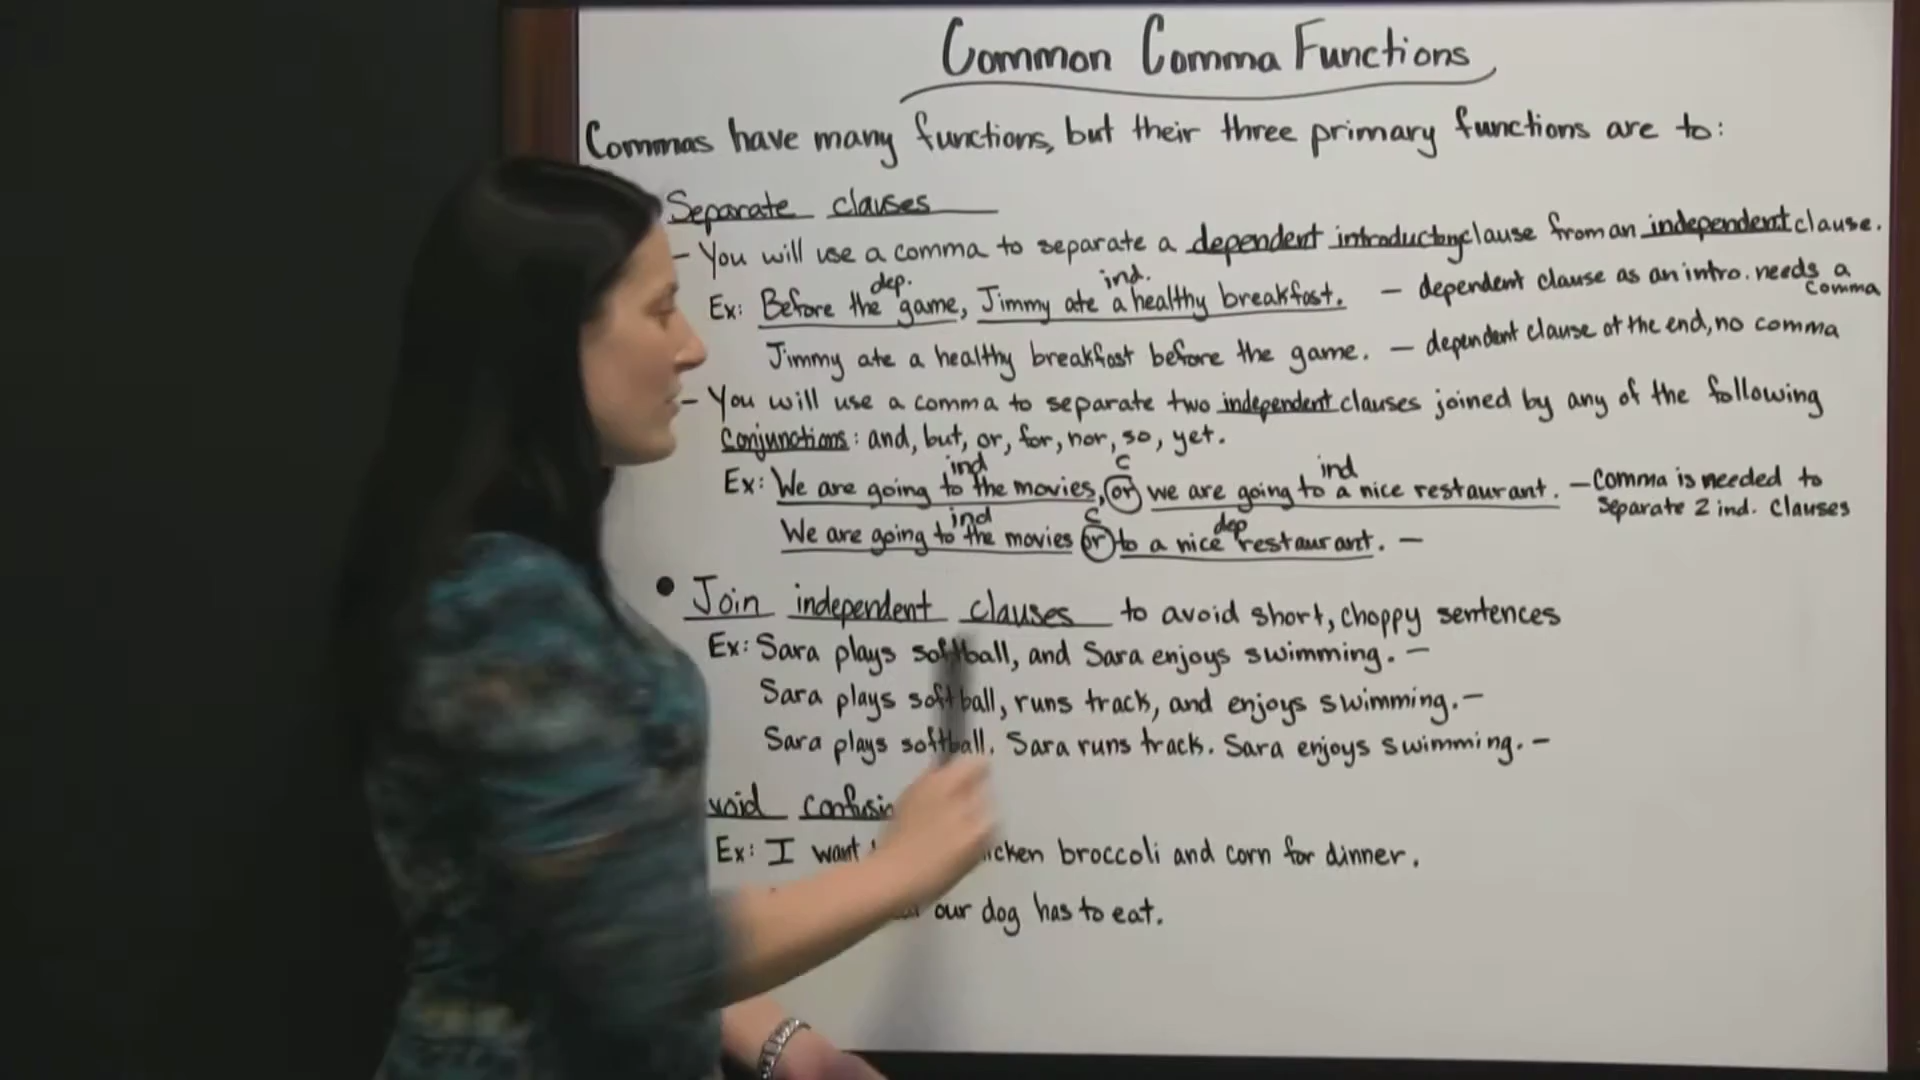 Common Comma Functions
Commas have many functions, but their three primary functions are to:
Separate clauses
- You will use a comma to separate a dependent introductory clause from an independent clause.
dep. ind.
Ex: Before the game, Jimmy ate a healthy breakfast. - dependent clause as an intro. needs a comma
Jimmy ate a healthy breakfast before the game. - dependent clause at the end, no comma
- You will use a comma to separate two independent clauses joined by any of the following
conjunctions: and, but, or, for, nor, so, yet.
ind c ind
Ex: We are going to the movies, or we are going to a nice restaurant. - comma is needed to
separate 2 ind. clauses
ind c dep
We are going to the movies or to a nice restaurant. -
• Join independent clauses to avoid short, choppy sentences
Ex: Sara plays softball, and Sara enjoys swimming. -
Sara plays softball, runs track, and enjoys swimming. -
Sara plays softball. Sara runs track. Sara enjoys swimming. -
void confusi
Ex: I want icken broccoli and corn for dinner.
our dog has to eat.